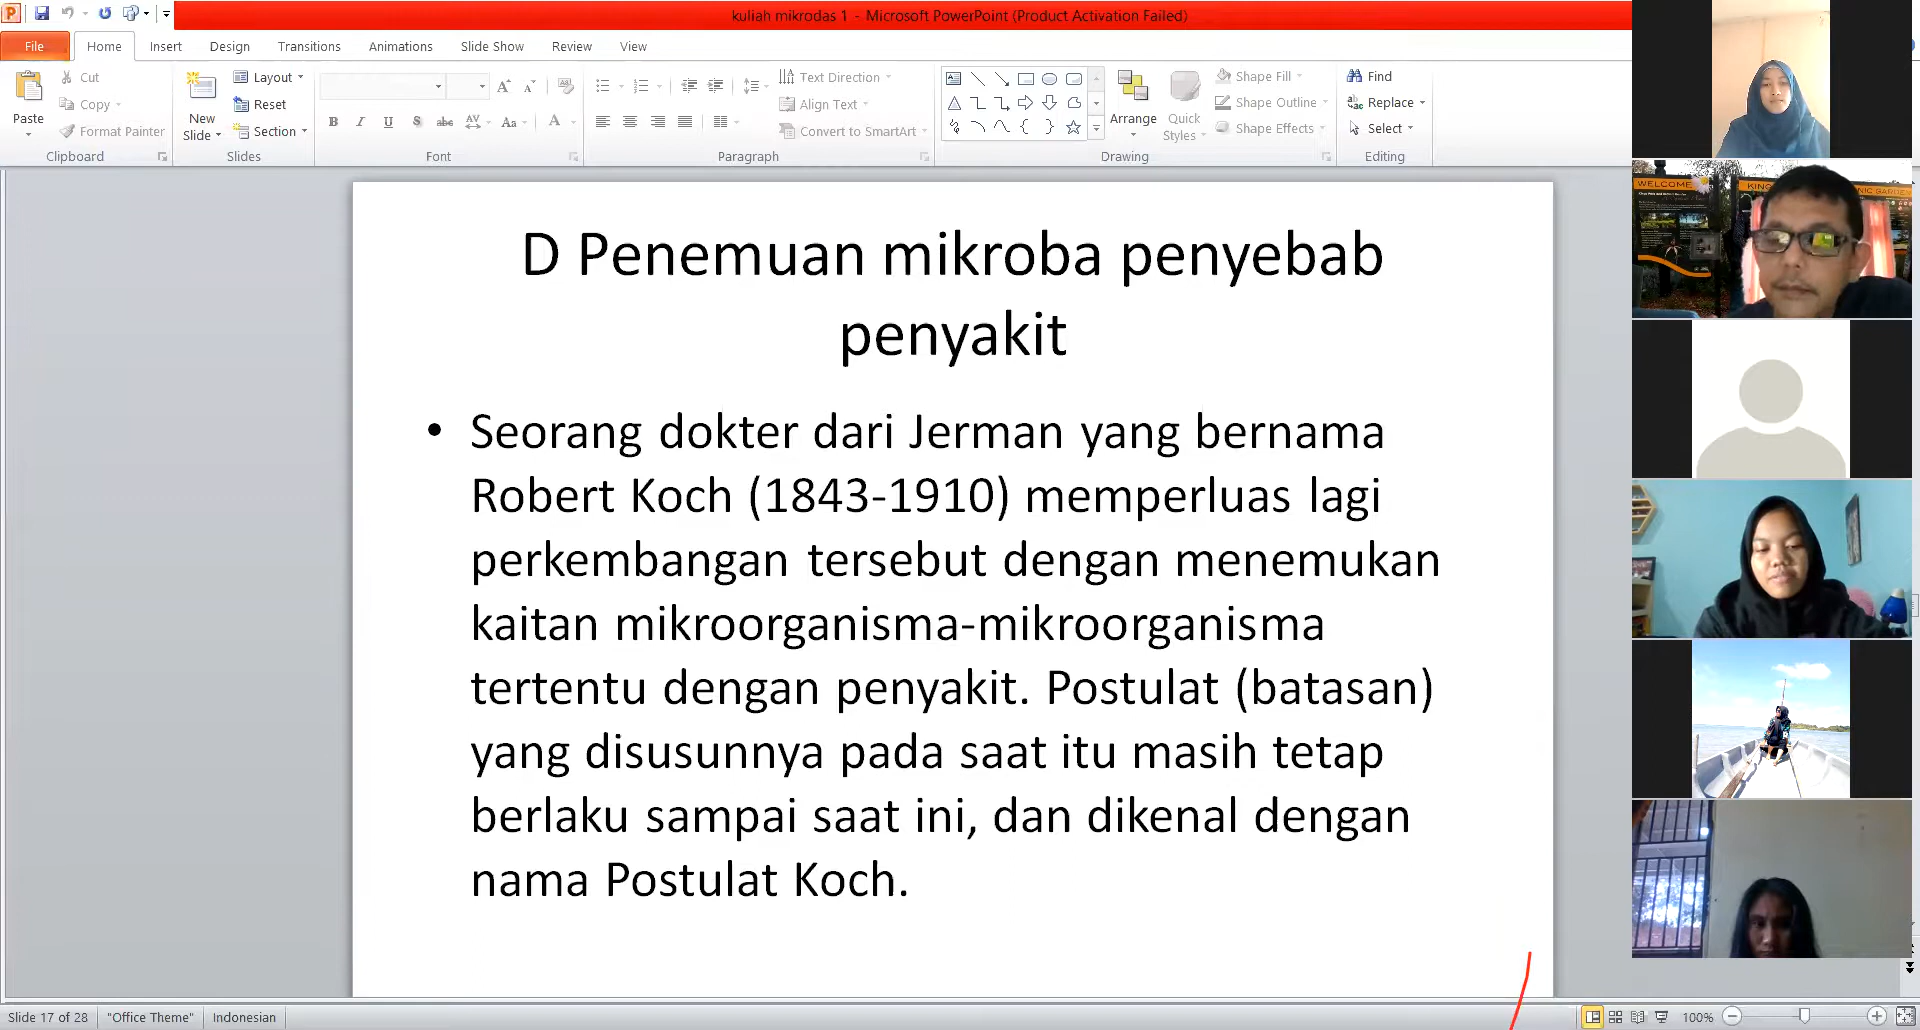 kuliah mikrodas 1 - Microsoft PowerPoint (Product Activation Failed)
File Home Insert Design Transitions Animations Slide Show Review View
Paste
Cut
Copy
Format Painter
Clipboard
New
Slide
Layout
Reset
Section
Slides
Font
Text Direction
Align Text
Convert to SmartArt
Paragraph
Arrange
Quick
Styles
Shape Fill
Shape Outline
Shape Effects
Drawing
Find
Replace
Select
Editing
WELCOME
D Penemuan mikroba penyebab
penyakit
• Seorang dokter dari Jerman yang bernama
Robert Koch (1843-1910) memperluas lagi
perkembangan tersebut dengan menemukan
kaitan mikroorganisma-mikroorganisma
tertentu dengan penyakit. Postulat (batasan)
yang disusunnya pada saat itu masih tetap
berlaku sampai saat ini, dan dikenal dengan
nama Postulat Koch.
Slide 17 of 28 "Office Theme" Indonesian 100%